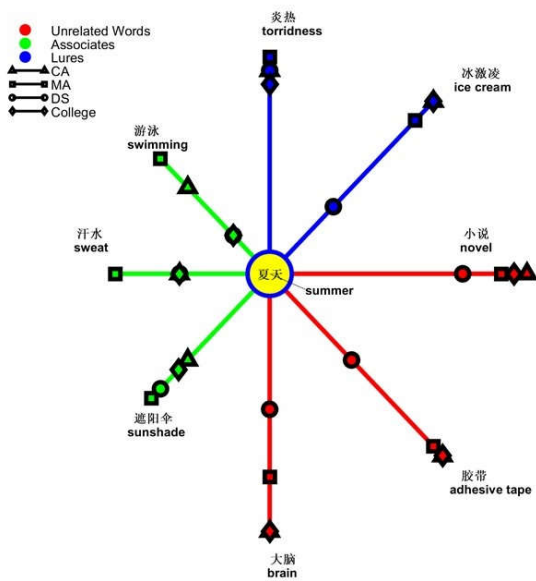 Unrelated Words
Associates
Lures
CA
MA
DS
College
炎热
torridness
冰激凌
ice cream
游泳
swimming
汗水
sweat
小说
novel
夏天
summer
遮阳伞
sunshade
胶带
adhesive tape
大脑
brain